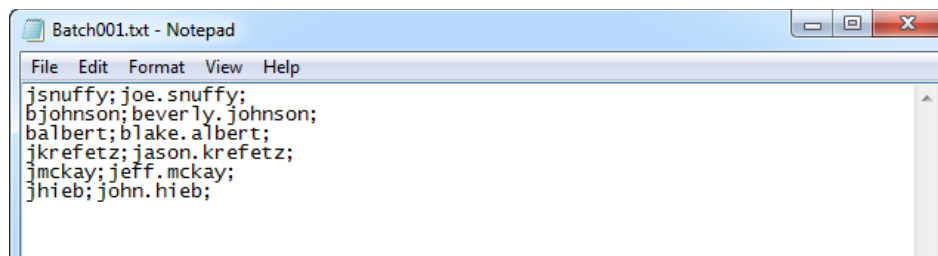 Batch001.txt - Notepad
File Edit Format View Help
jsnuffy;joe.snuffy;
bjohnson;beverly.johnson;
balbert;blake.albert;
jkrefetz;jason.krefetz;
jmckay;jeff.mckay;
jhieb;john.hieb;